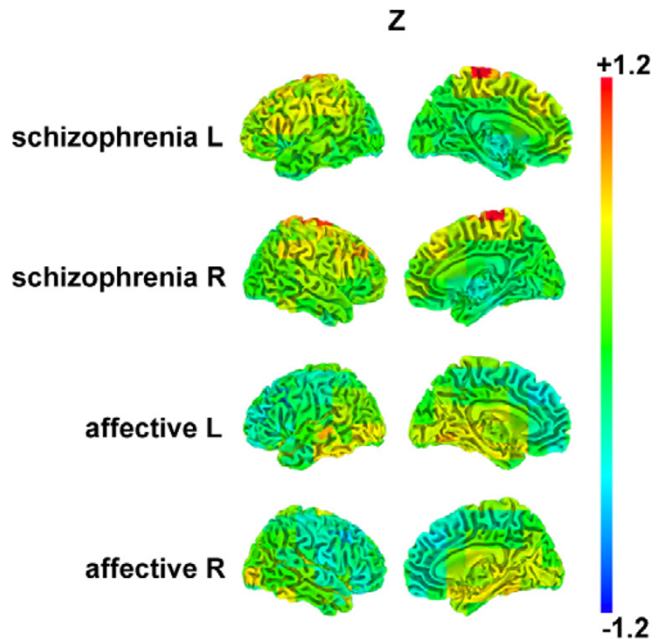 Z
+1.2
schizophrenia L
schizophrenia R
affective L
affective R
-1.2